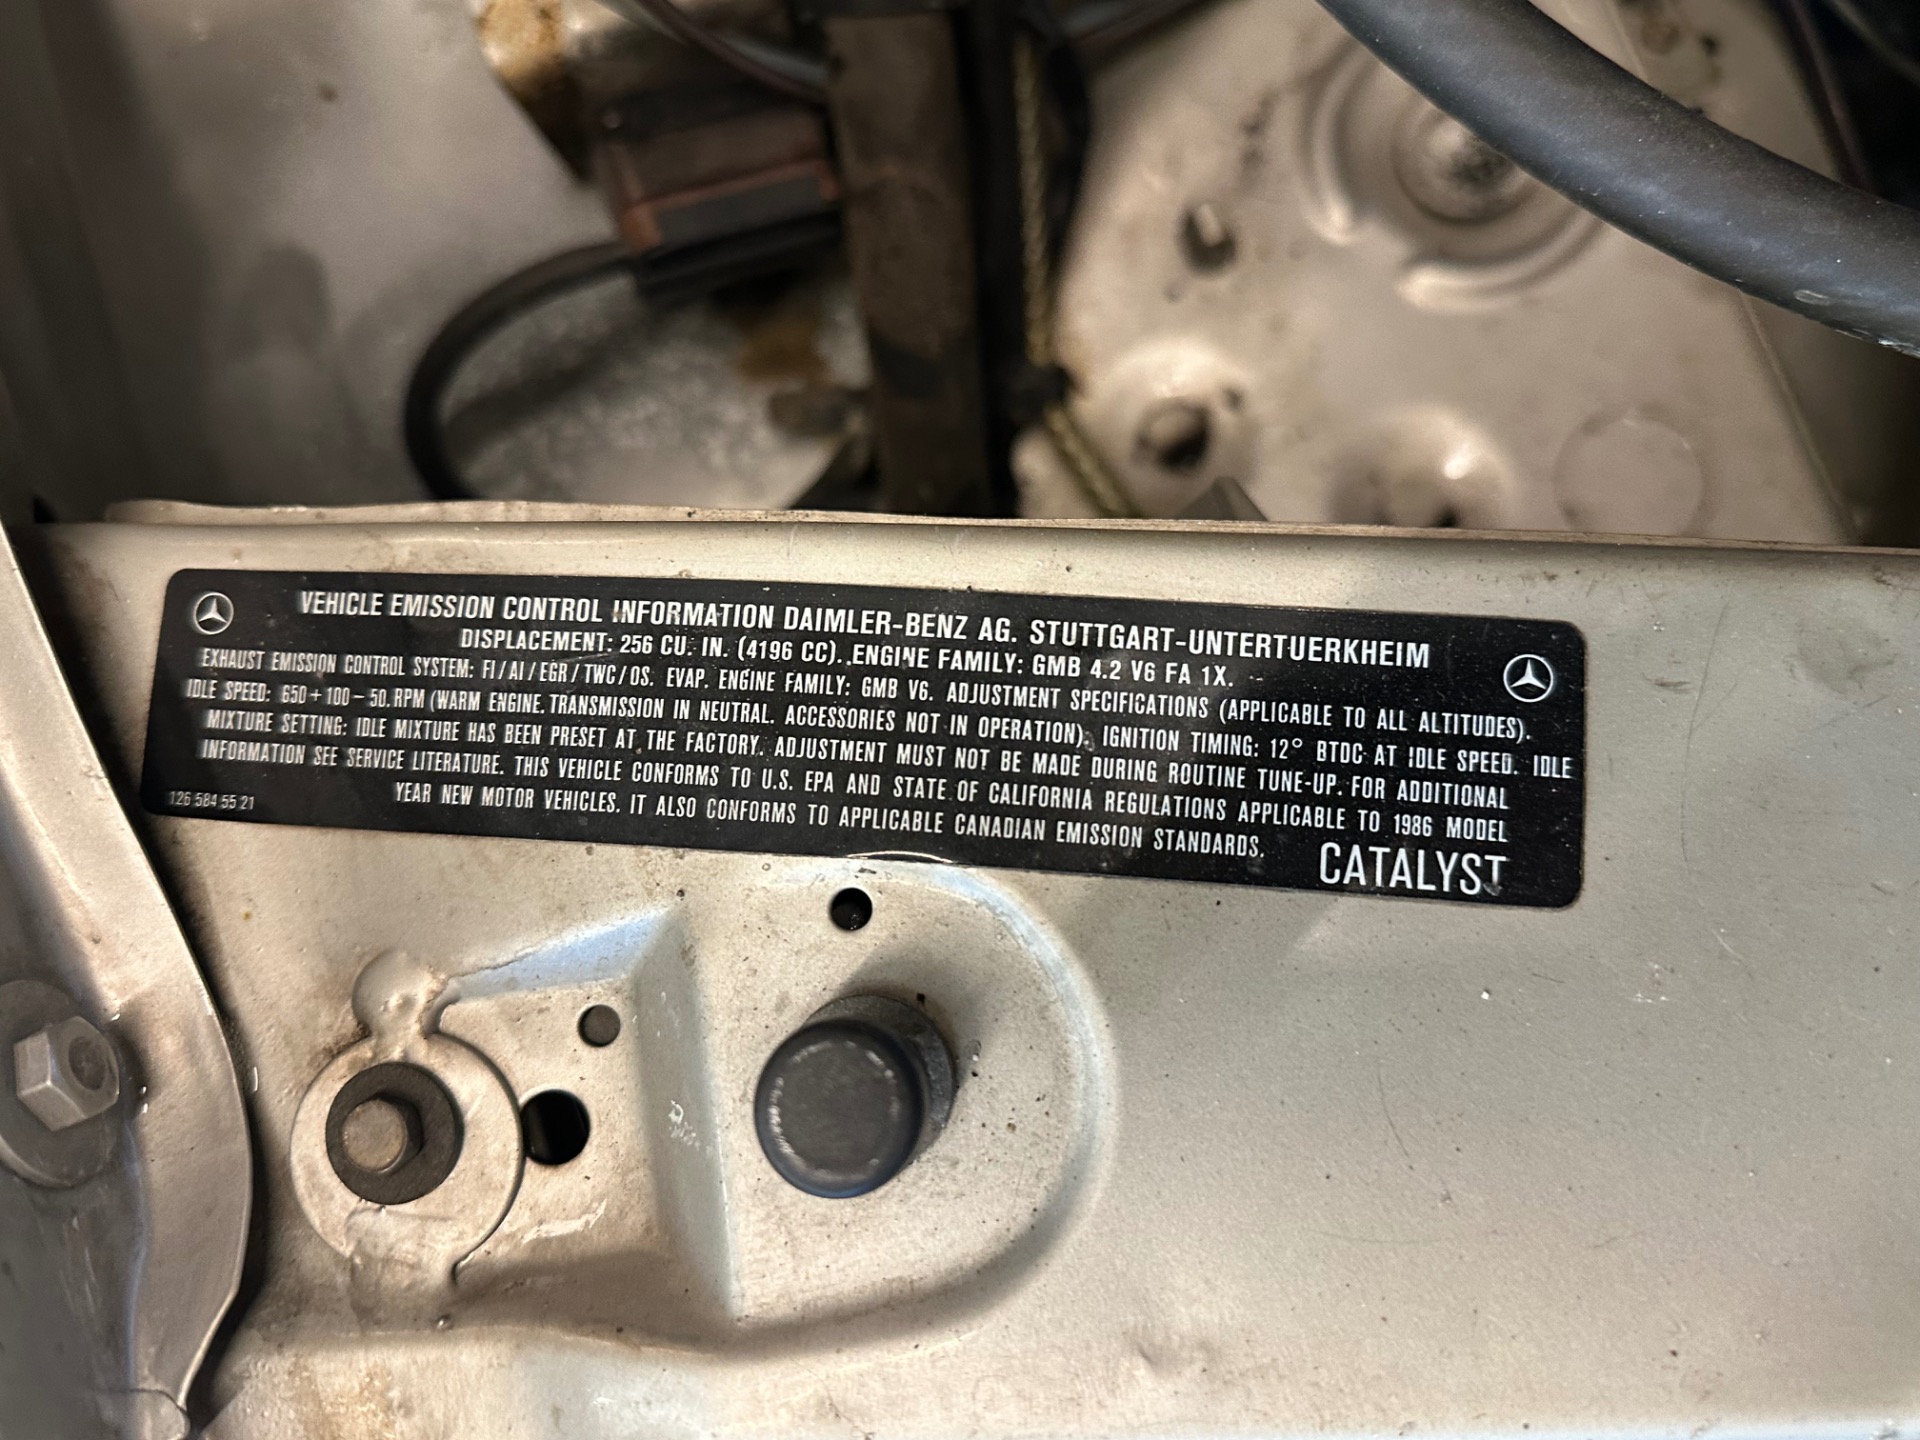 VEHICLE EMISSION CONTROL INFORMATION DAIMLER-BENZ AG. STUTTGART-UNTERTUERKHEIM
DISPLACEMENT: 256 CU. IN. (4196 CC). ENGINE FAMILY: GMB 4.2 V6 FA 1X.
EXHAUST EMISSION CONTROL SYSTEM: FI/AI/EGR/TWC/OS. EVAP. ENGINE FAMILY: GMB V6. ADJUSTMENT SPECIFICATIONS (APPLICABLE TO ALL ALTITUDES).
IDLE SPEED: 650+100-50.RPM (WARM ENGINE. TRANSMISSION IN NEUTRAL. ACCESSORIES NOT IN OPERATION). IGNITION TIMING: 12° BTDC AT IDLE SPEED. IDLE
MIXTURE SETTING: IDLE MIXTURE HAS BEEN PRESET AT THE FACTORY. ADJUSTMENT MUST NOT BE MADE DURING ROUTINE TUNE-UP. FOR ADDITIONAL
INFORMATION SEE SERVICE LITERATURE. THIS VEHICLE CONFORMS TO U.S. EPA AND STATE OF CALIFORNIA REGULATIONS APPLICABLE TO 1986 MODEL
YEAR NEW MOTOR VEHICLES. IT ALSO CONFORMS TO APPLICABLE CANADIAN EMISSION STANDARDS.
126 584 55 21
CATALYST